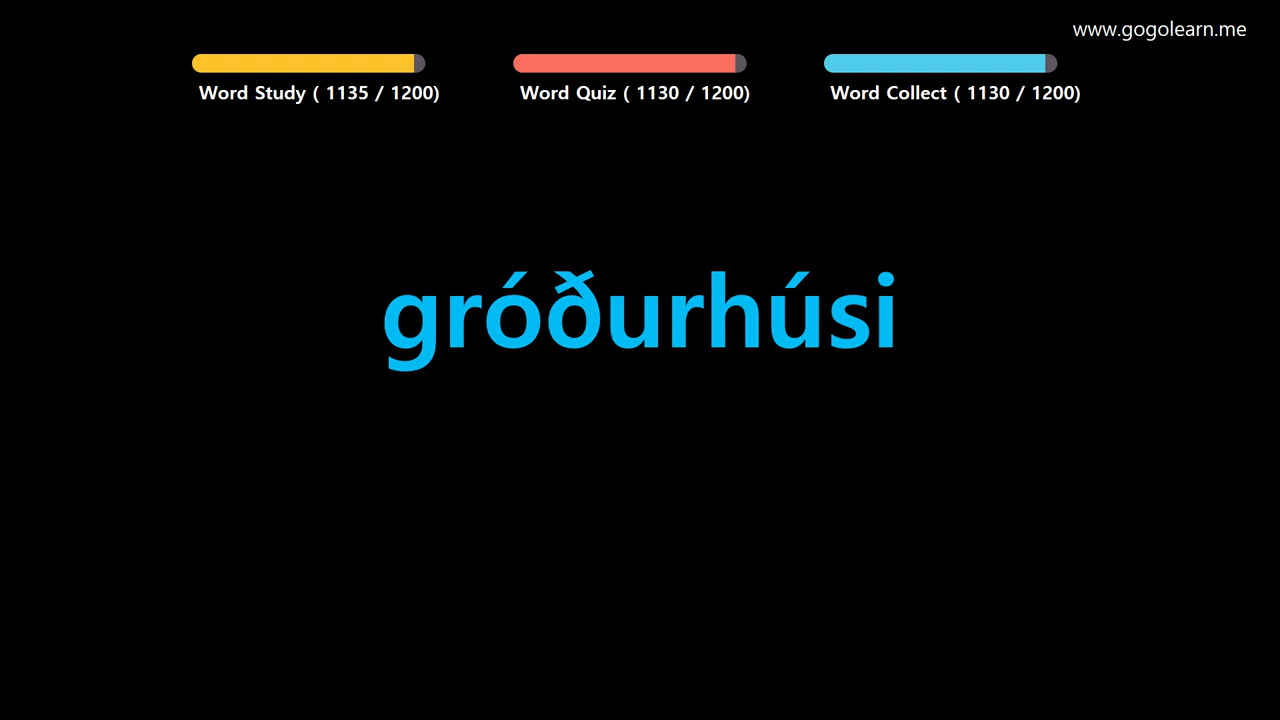 www.gogolearn.me
Word Study ( 1135 / 1200)
Word Quiz ( 1130 / 1200)
Word Collect ( 1130 / 1200)
gróðurhúsi